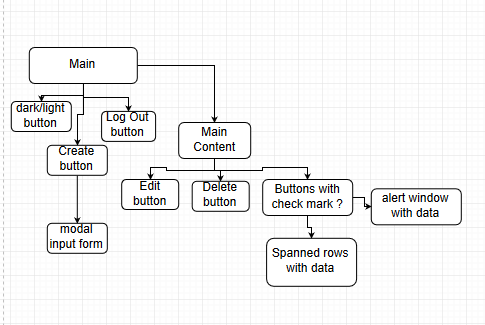 Main
dark/light
button
Log Out
button
Create
button
Main
Content
Edit
button
Delete
button
Buttons with
check mark ?
alert window
with data
modal
input form
Spanned rows
with data